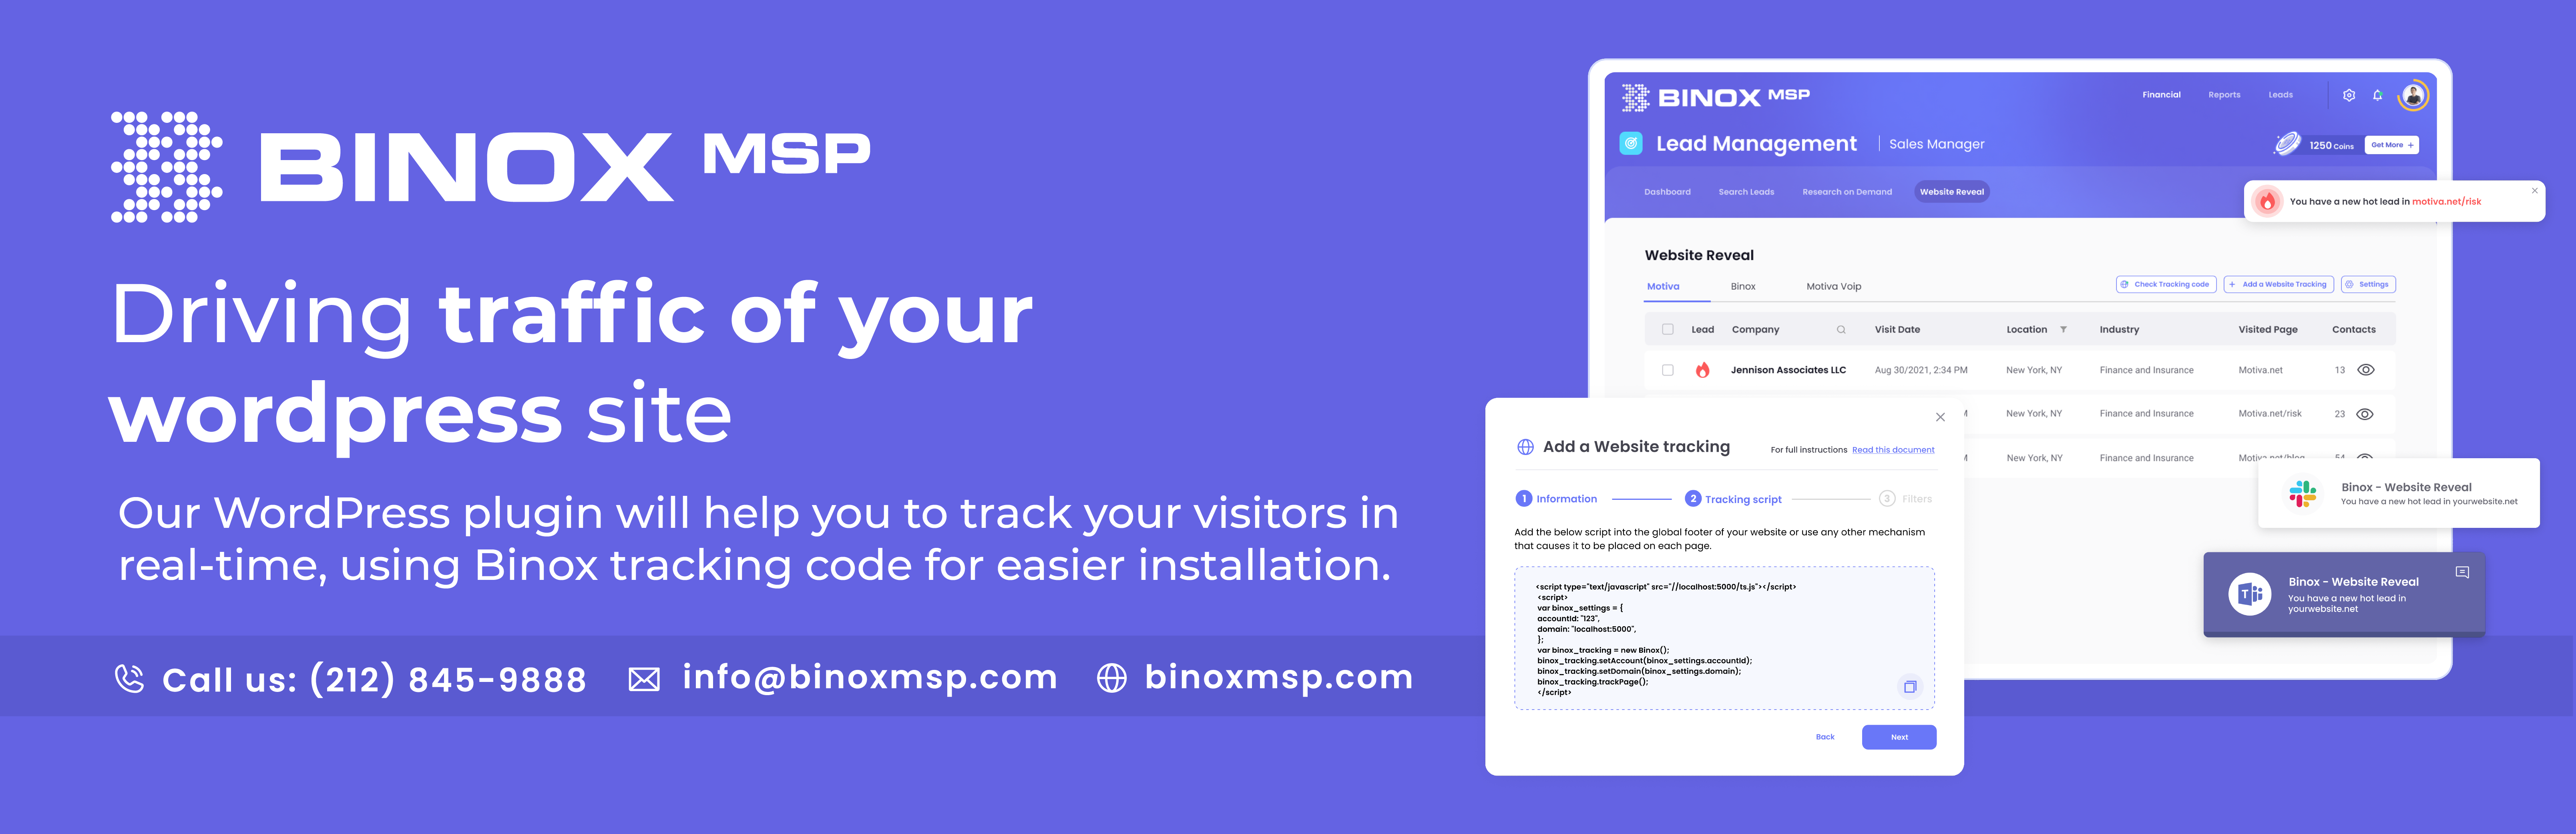 BINOX MSP
Driving traffic of your
wordpress site
Our WordPress plugin will help you to track your visitors in
real-time, using Binox tracking code for easier installation.
Call us: (212) 845-9888 info@binoxmsp.com binoxmsp.com
BINOX MSP Financial Reports Leads
Lead Management Sales Manager 1250 Coins Get More +
Dashboard Search Leads Research on Demand Website Reveal
You have a new hot lead in motiva.net/risk
Website Reveal
Motiva Binox Motiva Voip Check Tracking code + Add a Website Tracking Settings
Lead Company Visit Date Location Industry Visited Page Contacts
Jennison Associates LLC Aug 30/2021, 2:34 PM New York, NY Finance and Insurance Motiva.net 13
New York, NY Finance and Insurance Motiva.net/risk 23
New York, NY Finance and Insurance Motiva.net/blog 54
Binox - Website Reveal
You have a new hot lead in yourwebsite.net
Binox - Website Reveal
You have a new hot lead in
yourwebsite.net
Add a Website tracking For full instructions Read this document
1 Information 2 Tracking script 3 Filters
Add the below script into the global footer of your website or use any other mechanism
that causes it to be placed on each page.
<script type="text/javascript" src="//localhost:5000/ts.js"></script>
<script>
var binox_settings = {
accountId: "123",
domain: "localhost:5000",
};
var binox_tracking = new Binox();
binox_tracking.setAccount(binox_settings.accountId);
binox_tracking.setDomain(binox_settings.domain);
binox_tracking.trackPage();
</script>
Back Next